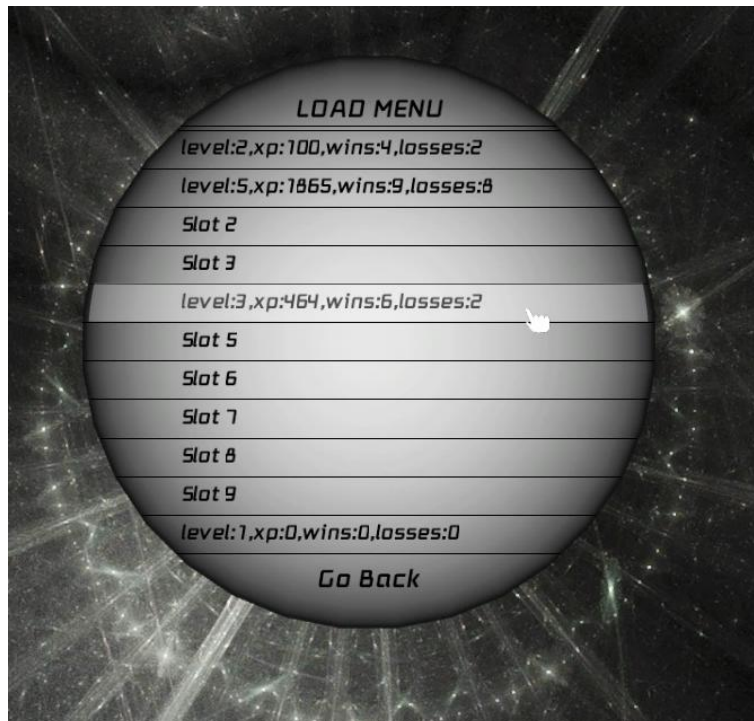 LOAD MENU
level:2,xp:100,wins:4,losses:2
level:5,xp:1865,wins:9,losses:8
Slot 2
Slot 3
level:3,xp:464,wins:6,losses:2
Slot 5
Slot 6
Slot 7
Slot 8
Slot 9
level:1,xp:0,wins:0,losses:0
Go Back